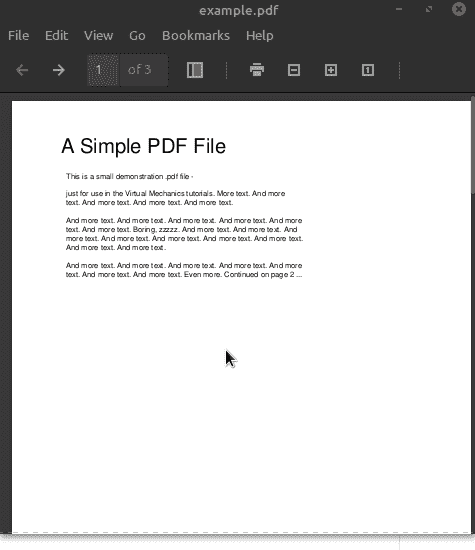 example.pdf
File Edit View Go Bookmarks Help
1 of 3
A Simple PDF File
This is a small demonstration .pdf file -
just for use in the Virtual Mechanics tutorials. More text. And more
text. And more text. And more text. And more text.
And more text. And more text. And more text. And more text. And more
text. And more text. Boring, zzzzz. And more text. And more text. And
more text. And more text. And more text. And more text. And more text.
And more text. And more text.
And more text. And more text. And more text. And more text. And more
text. And more text. And more text. Even more. Continued on page 2 ...